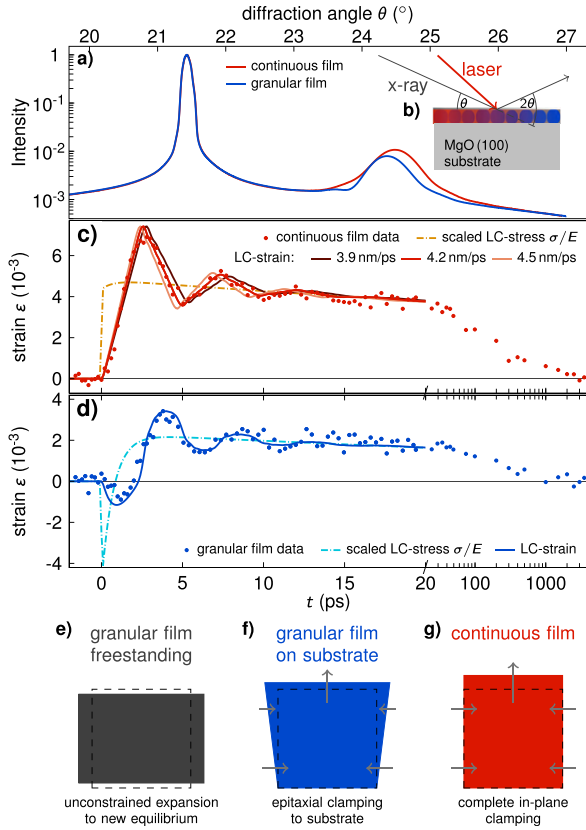 diffraction angle θ (°)
20 21 22 23 24 25 26 27
a)
continuous film
granular film
laser
x-ray
b)
θ
2θ
MgO (100)
substrate
Intensity
1
10⁻¹
10⁻²
10⁻³
c)
continuous film data
scaled LC-stress σ/E
LC-strain:
3.9 nm/ps
4.2 nm/ps
4.5 nm/ps
strain ε (10⁻³)
6
4
2
0
d)
strain ε (10⁻³)
4
2
0
-2
-4
granular film data
scaled LC-stress σ/E
LC-strain
0 5 10 15 20 100 1000
t (ps)
e)
granular film
freestanding
unconstrained expansion
to new equilibrium
f)
granular film
on substrate
epitaxial clamping
to substrate
g)
continuous film
complete in-plane
clamping